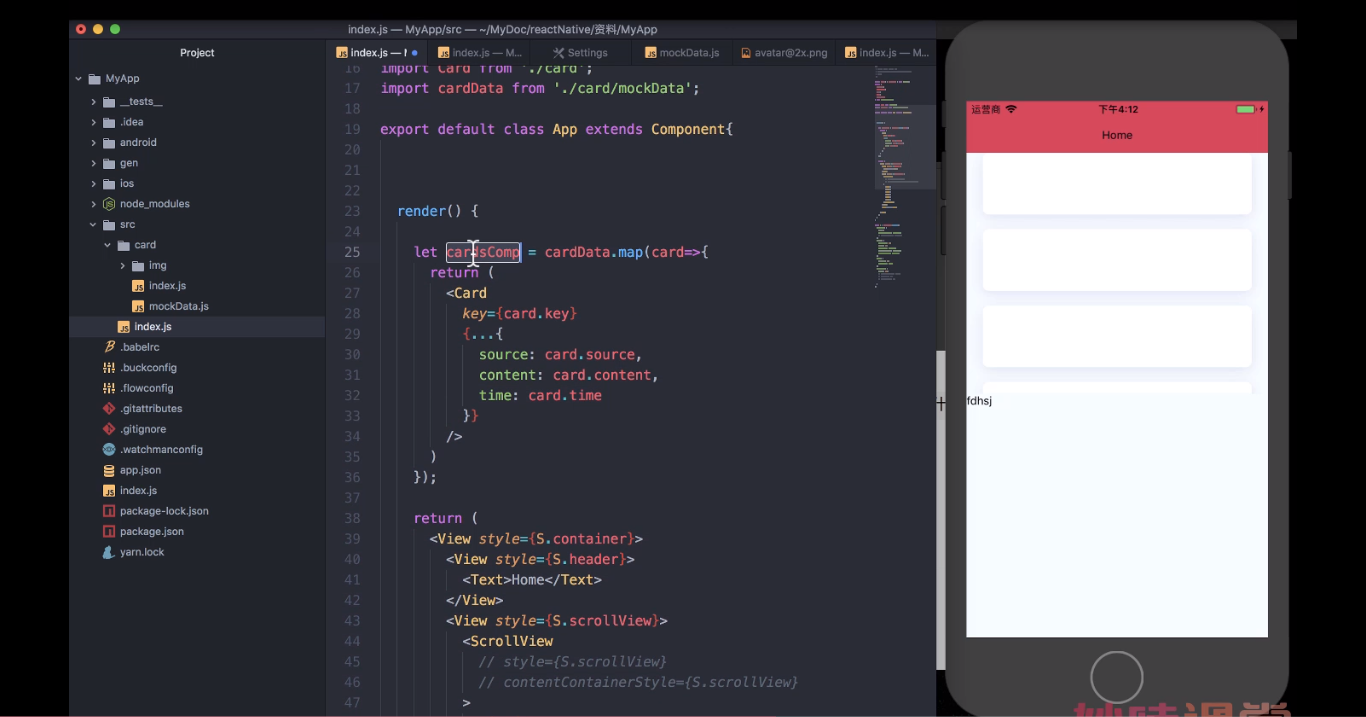 index.js — MyApp/src — ~/MyDoc/reactNative/资料/MyApp
Project
index.js — M
index.js — M...
Settings
mockData.js
avatar@2x.png
index.js — M...
MyApp
__tests__
.idea
android
gen
ios
node_modules
src
card
img
index.js
mockData.js
index.js
.babelrc
.buckconfig
.flowconfig
.gitattributes
.gitignore
.watchmanconfig
app.json
index.js
package-lock.json
package.json
yarn.lock
16 import Card from './card';
17 import cardData from './card/mockData';
18
19 export default class App extends Component{
20
21
22
23 render() {
24
25 let cardsComp = cardData.map(card=>{
26 return (
27 <Card
28 key={card.key}
29 {...{
30 source: card.source,
31 content: card.content,
32 time: card.time
33 }}
34 />
35 )
36 });
37
38 return (
39 <View style={S.container}>
40 <View style={S.header}>
41 <Text>Home</Text>
42 </View>
43 <View style={S.scrollView}>
44 <ScrollView
45 // style={S.scrollView}
46 // contentContainerStyle={S.scrollView}
47 >
运营商 下午4:12
Home
fdhsj
妙味课堂